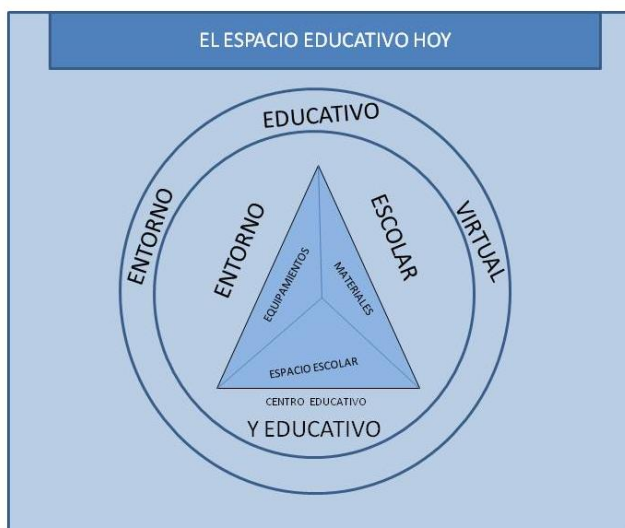 EL ESPACIO EDUCATIVO HOY
ENTORNO EDUCATIVO VIRTUAL
ENTORNO ESCOLAR
Y EDUCATIVO
EQUIPAMIENTOS
MATERIALES
ESPACIO ESCOLAR
CENTRO EDUCATIVO